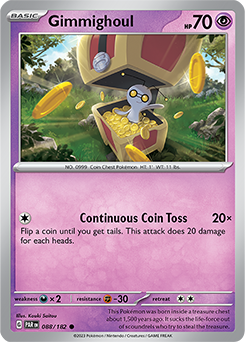 BASIC
Gimmighoul
HP 70
NO. 0999 Coin Chest Pokémon HT: 1' WT: 11 lbs.
Continuous Coin Toss 20×
Flip a coin until you get tails. This attack does 20 damage
for each heads.
weakness ×2 resistance -30 retreat
Illus. Kouki Saitou
This Pokémon was born inside a treasure chest
about 1,500 years ago. It sucks the life-force out
of scoundrels who try to steal the treasure.
PAR EN 088/182
©2023 Pokémon / Nintendo / Creatures / GAME FREAK